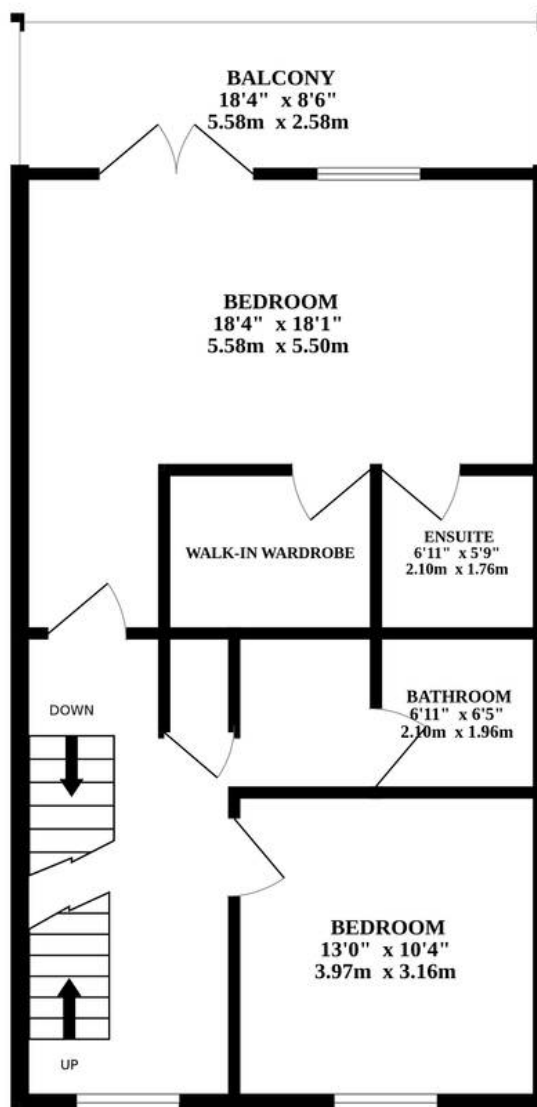 BALCONY
18'4" x 8'6"
5.58m x 2.58m
BEDROOM
18'4" x 18'1"
5.58m x 5.50m
WALK-IN WARDROBE
ENSUITE
6'11" x 5'9"
2.10m x 1.76m
DOWN
BATHROOM
6'11" x 6'5"
2.10m x 1.96m
BEDROOM
13'0" x 10'4"
3.97m x 3.16m
UP